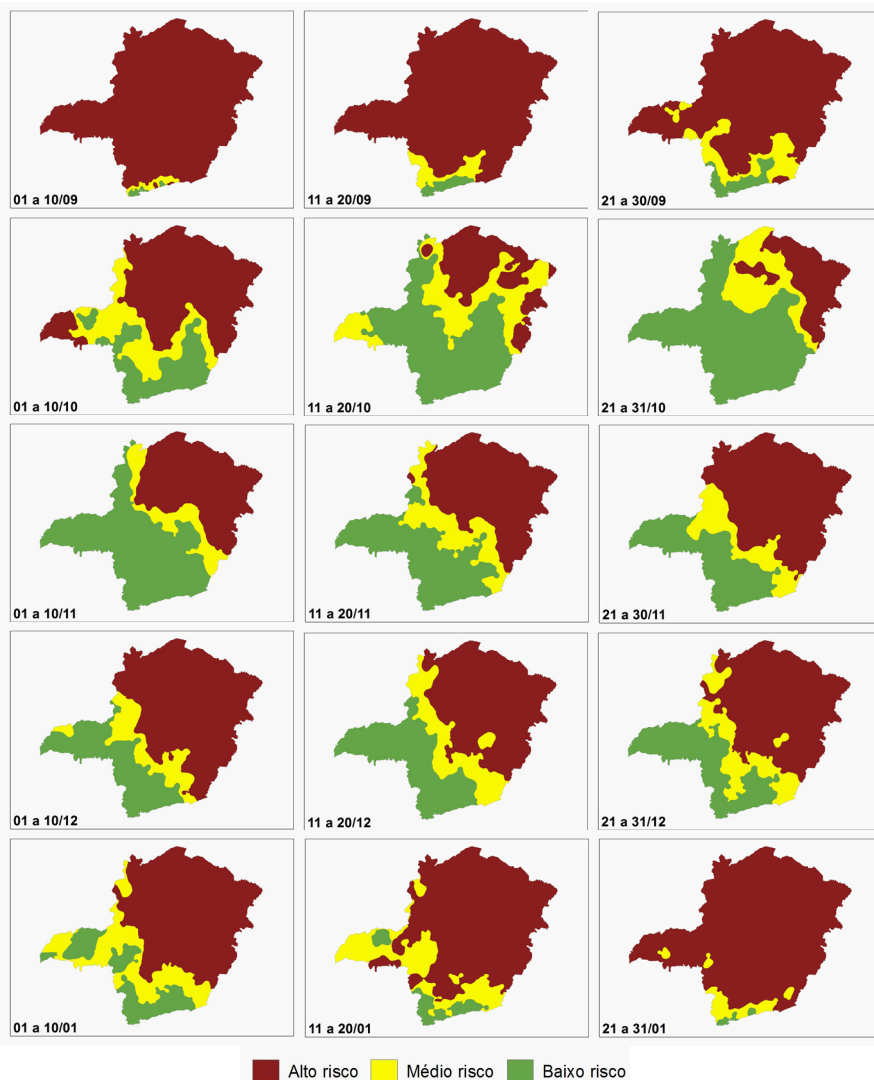 01 a 10/09
11 a 20/09
21 a 30/09
01 a 10/10
11 a 20/10
21 a 31/10
01 a 10/11
11 a 20/11
21 a 30/11
01 a 10/12
11 a 20/12
21 a 31/12
01 a 10/01
11 a 20/01
21 a 31/01
Alto risco Médio risco Baixo risco